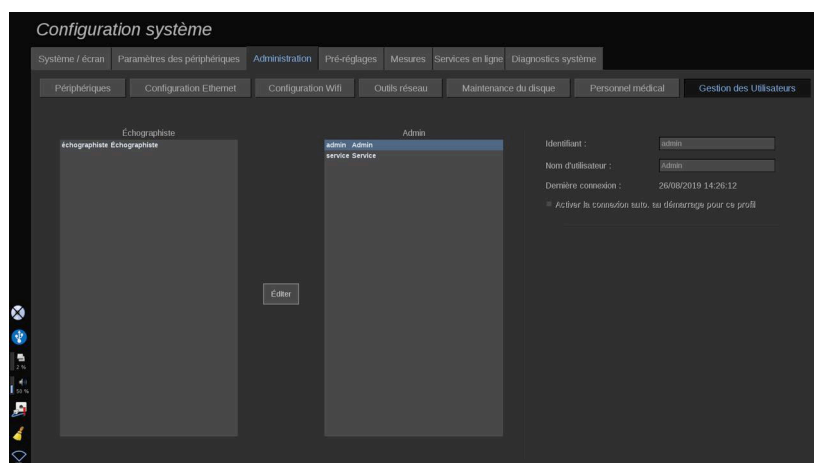 Configuration système
Système / écran Paramètres des périphériques Administration Pré-réglages Mesures Services en ligne Diagnostics système
Périphériques Configuration Ethernet Configuration Wifi Outils réseau Maintenance du disque Personnel médical Gestion des Utilisateurs
Échographiste Admin
échographiste Échographiste
admin Admin
service Service
Identifiant : admin
Nom d'utilisateur : Admin
Dernière connexion : 26/08/2019 14:26:12
Activer la connexion auto. au démarrage pour ce profil
Éditer
2 %
50 %